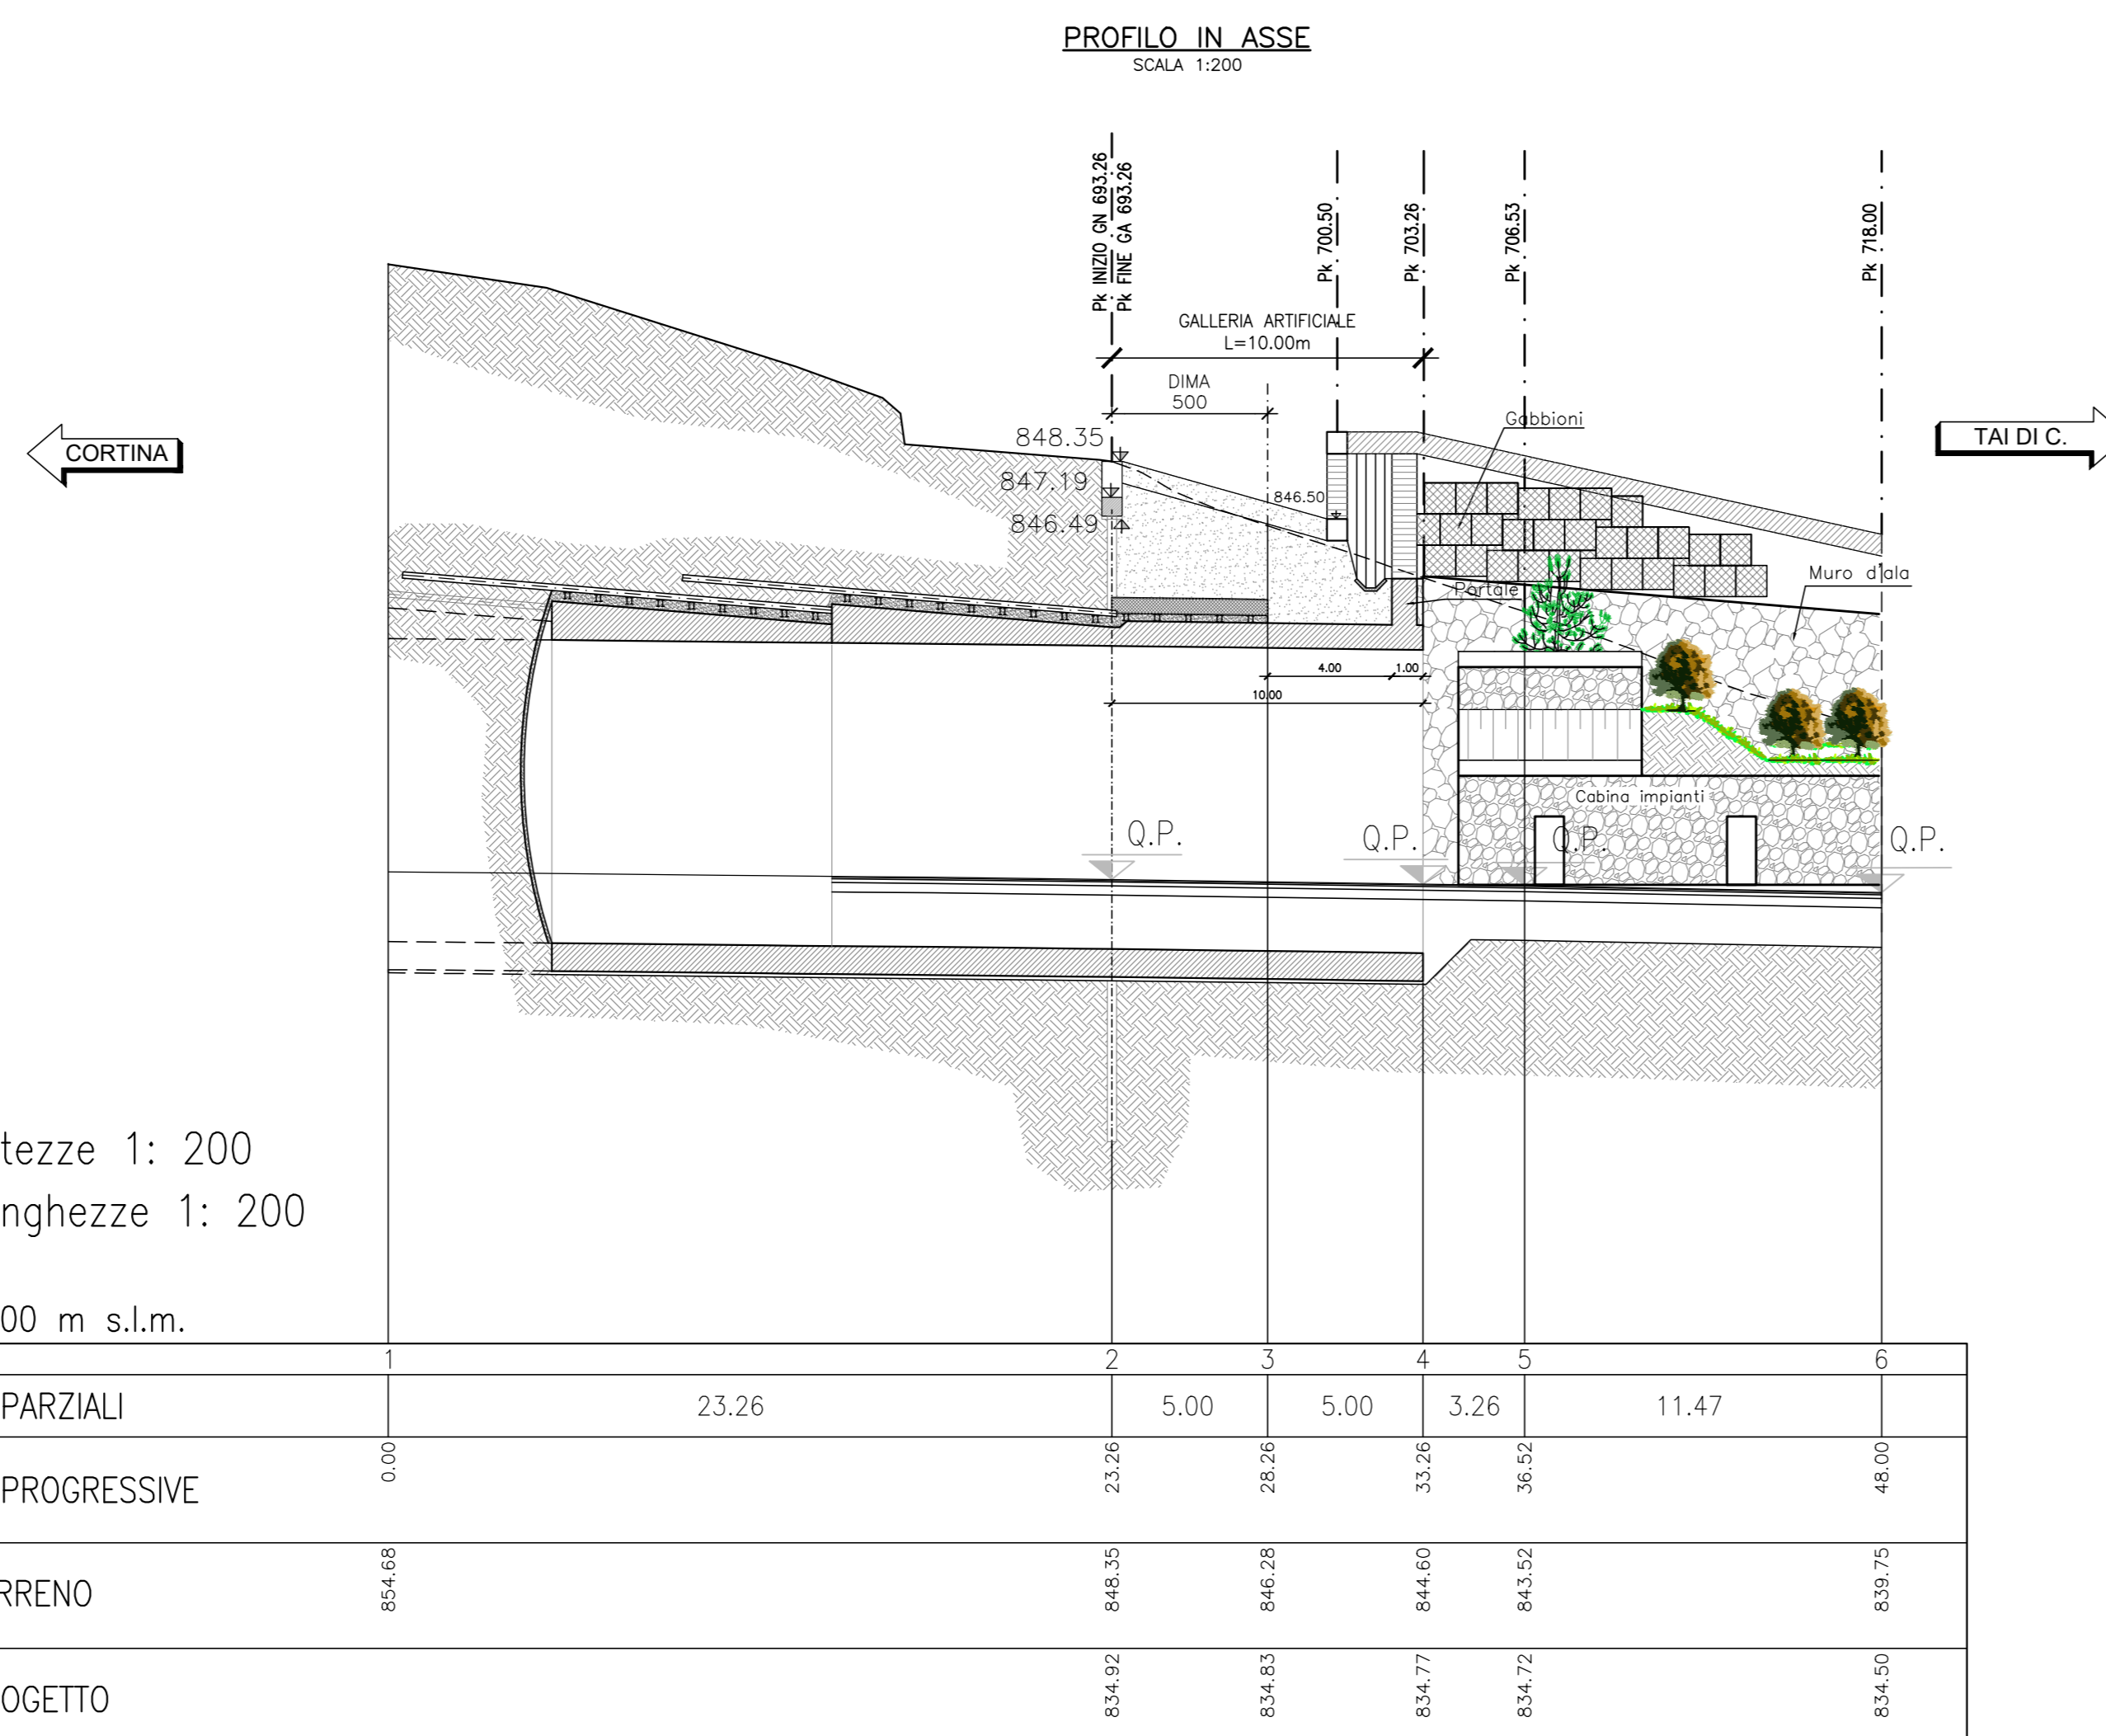 PROFILO IN ASSE
SCALA 1:200
Pk INIZIO GN 693.26
Pk FINE GA 693.26
Pk 700.50
Pk 703.26
Pk 706.53
Pk 718.00
GALLERIA ARTIFICIALE
L=10.00m
DIMA
500
CORTINA
TAI DI C.
848.35
847.19
846.49
846.50
Gabbioni
Portale
Muro d'ala
4.00 1.00
10.00
Cabina impianti
Q.P. Q.P. Q.P. Q.P.
tezze 1: 200
nghezze 1: 200
00 m s.l.m.
1 2 3 4 5 6
PARZIALI 23.26 5.00 5.00 3.26 11.47
PROGRESSIVE 0.00 23.26 28.26 33.26 36.52 48.00
RRENO 854.68 848.35 846.28 844.60 843.52 839.75
OGETTO 834.92 834.83 834.77 834.72 834.50